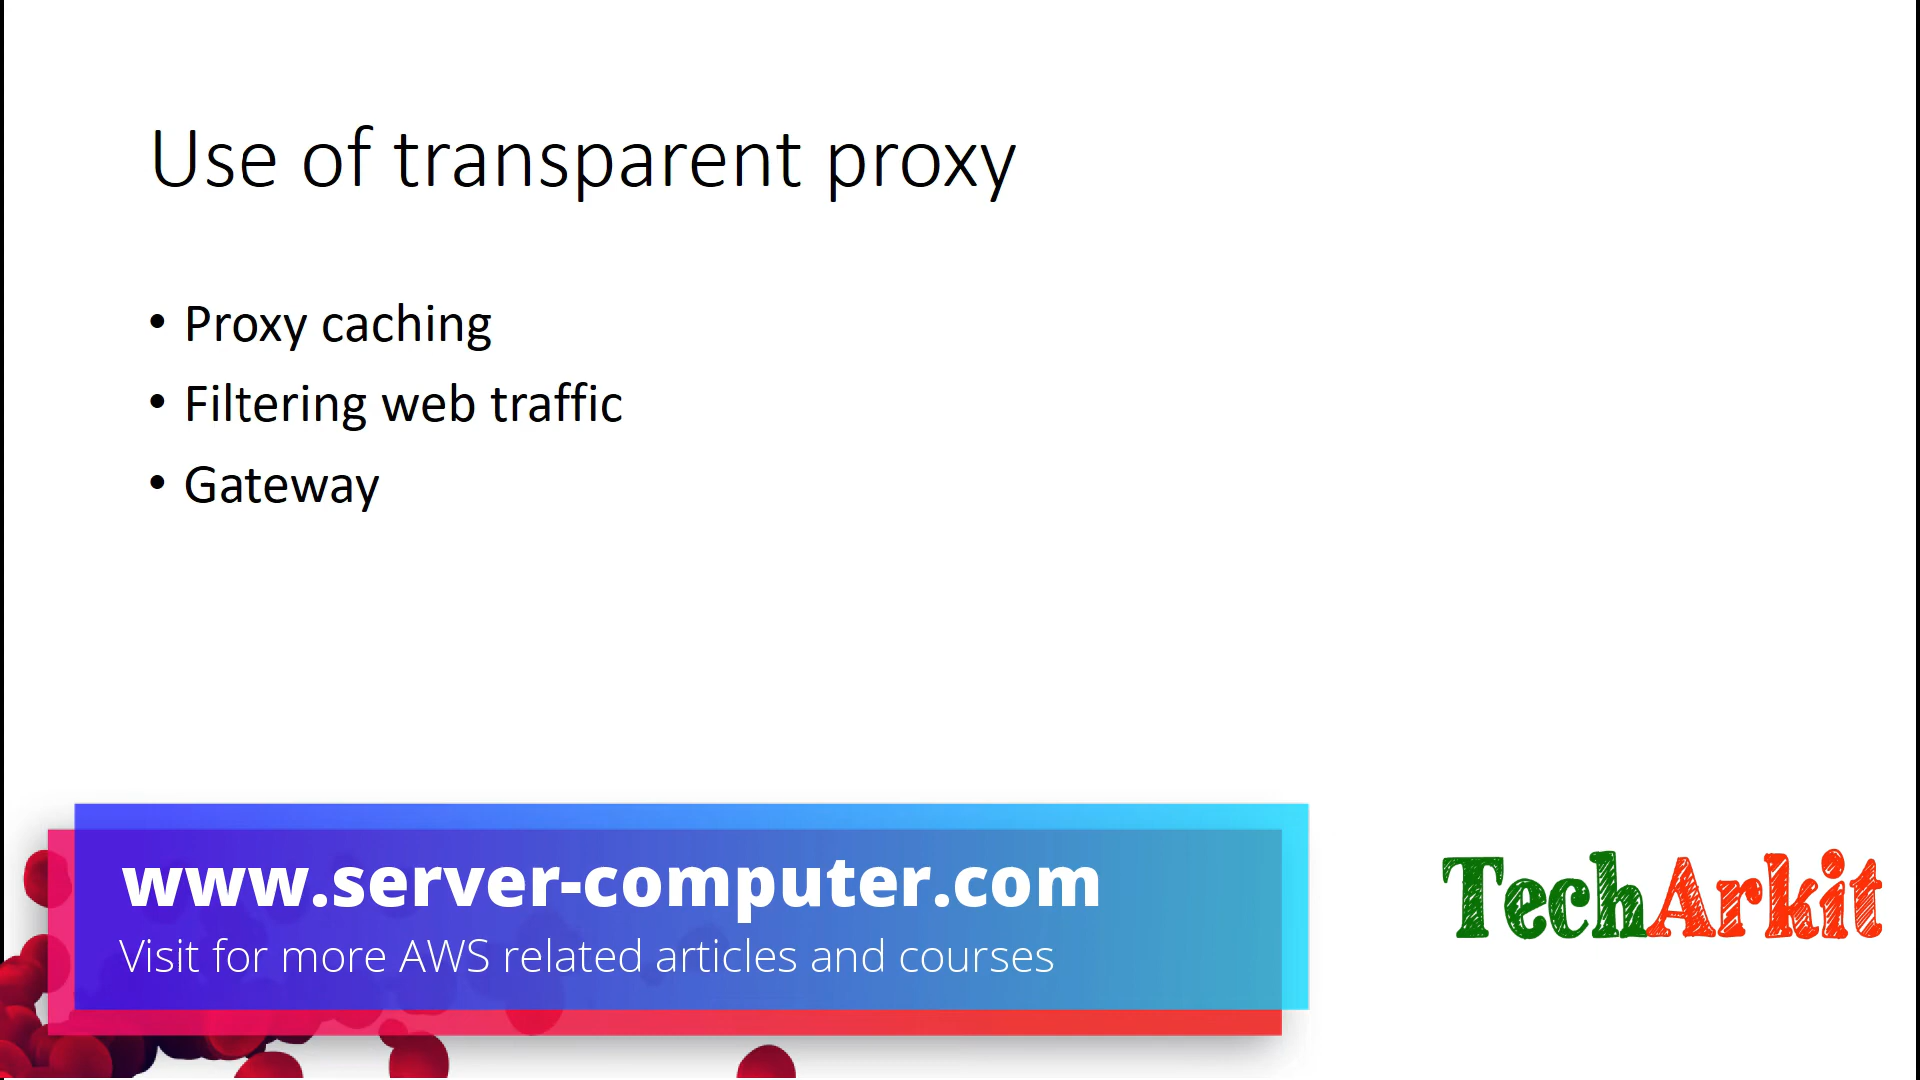 Use of transparent proxy
• Proxy caching
• Filtering web traffic
• Gateway
www.server-computer.com
Visit for more AWS related articles and courses
TechArkit